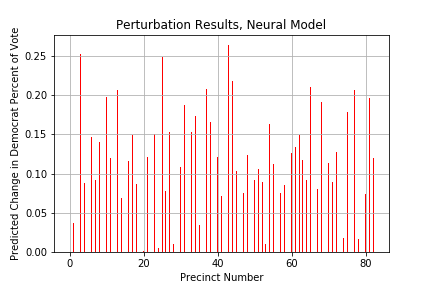 Perturbation Results, Neural Model
Predicted Change in Democrat Percent of Vote
0.25
0.20
0.15
0.10
0.05
0.00
0 20 40 60 80
Precinct Number